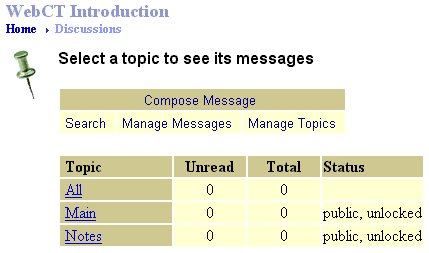 WebCT Introduction
Home › Discussions
Select a topic to see its messages
Compose Message
Search Manage Messages Manage Topics
Topic Unread Total Status
All 0 0
Main 0 0 public, unlocked
Notes 0 0 public, unlocked